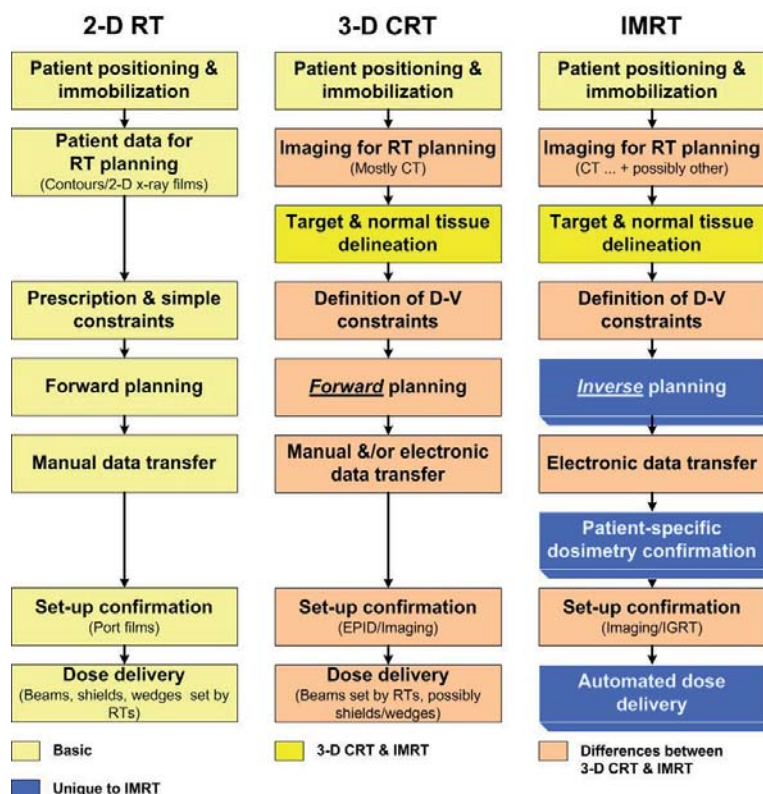 2-D RT
Patient positioning &
immobilization
Patient data for
RT planning
(Contours/2-D x-ray films)
Prescription & simple
constraints
Forward planning
Manual data transfer
Set-up confirmation
(Port films)
Dose delivery
(Beams, shields, wedges set by
RTs)
3-D CRT
Patient positioning &
immobilization
Imaging for RT planning
(Mostly CT)
Target & normal tissue
delineation
Definition of D-V
constraints
Forward planning
Manual &/or electronic
data transfer
Set-up confirmation
(EPID/Imaging)
Dose delivery
(Beams set by RTs, possibly
shields/wedges)
IMRT
Patient positioning &
immobilization
Imaging for RT planning
(CT ... + possibly other)
Target & normal tissue
delineation
Definition of D-V
constraints
Inverse planning
Electronic data transfer
Patient-specific
dosimetry confirmation
Set-up confirmation
(Imaging/IGRT)
Automated dose
delivery
Basic
3-D CRT & IMRT
Differences between
3-D CRT & IMRT
Unique to IMRT